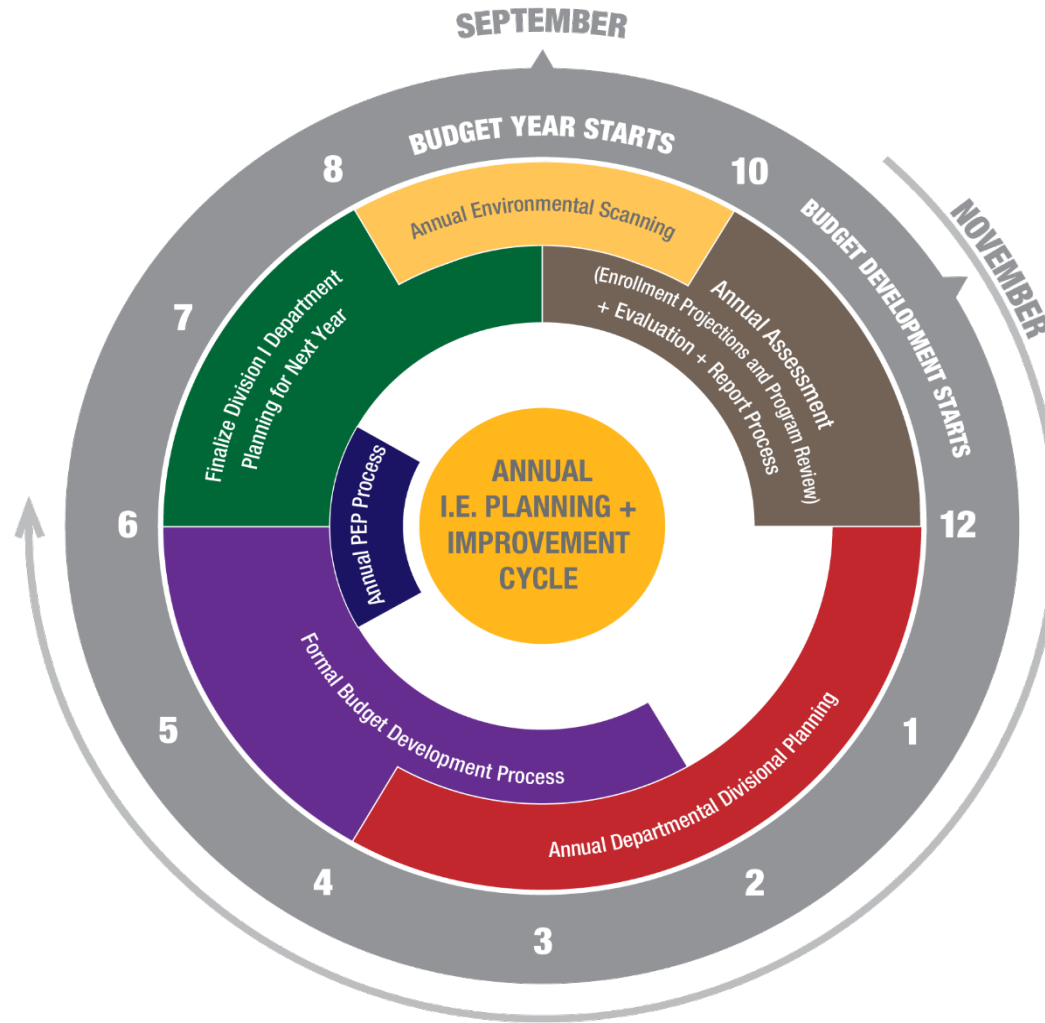 SEPTEMBER
BUDGET YEAR STARTS
8
10
NOVEMBER
BUDGET DEVELOPMENT STARTS
Annual Environmental Scanning
Annual Assessment
(Enrollment Projections and Program Review)
+ Evaluation + Report Process
7
Finalize Division I Department
Planning for Next Year
Annual PEP Process
ANNUAL
I.E. PLANNING +
IMPROVEMENT
CYCLE
6
12
Formal Budget Development Process
Annual Departmental Divisional Planning
5
1
4
2
3